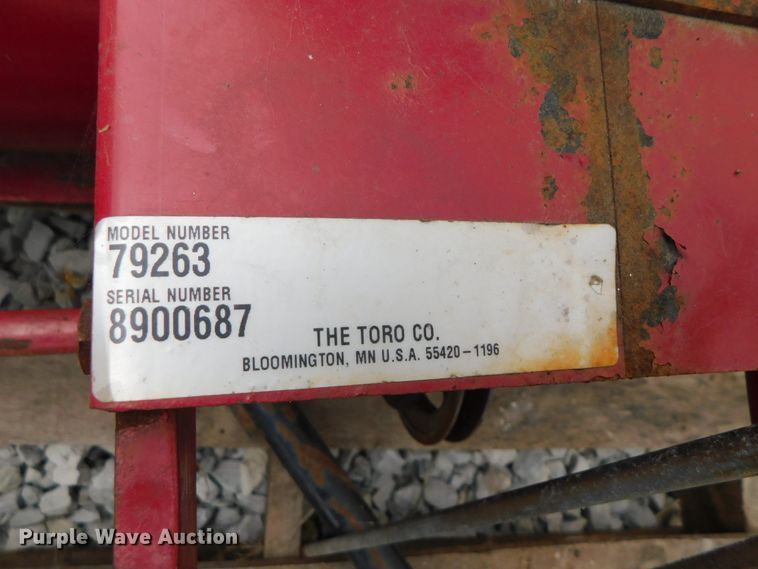 MODEL NUMBER
79263
SERIAL NUMBER
8900687
THE TORO CO.
BLOOMINGTON, MN U.S.A. 55420-1196
Purple Wave Auction